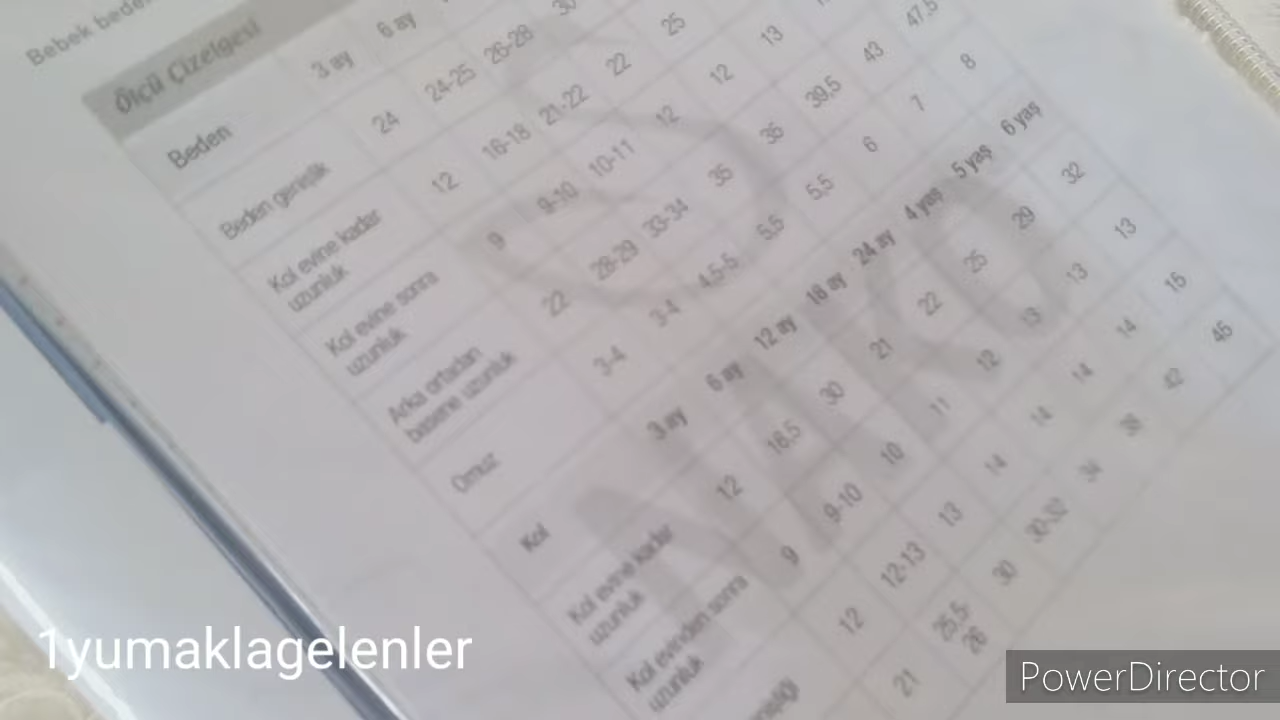 Bebek beden
Ölçü Çizelgesi
Beden 3 ay 6 ay
Beden genişlik 24 24-25 26-28 30
Kol evine kadar uzunluk 12 16-18 21-22 22 25
Kol evine sonra uzunluk 9 9-10 10-11 12 12 13
Arka ortadan basene uzunluk 22 28-29 33-34 35 36 39,5 43 47,5
Omuz 3-4 3-4 4,5-5 5,5 5,5 6 7 8
Kol 3 ay 6 ay 12 ay 18 ay 24 ay 4 yaş 5 yaş 6 yaş
Kol evine kadar uzunluk 12 18,5 30 21 22 25 29 32
Kol evinden sonra uzunluk 9 9-10 10 11 12 13 13 13
12 12-13 13 14 14 14 14 15
21 25,5-26 30 30-32 34 38 42 45
NAKO
1yumaklagelenler
PowerDirector